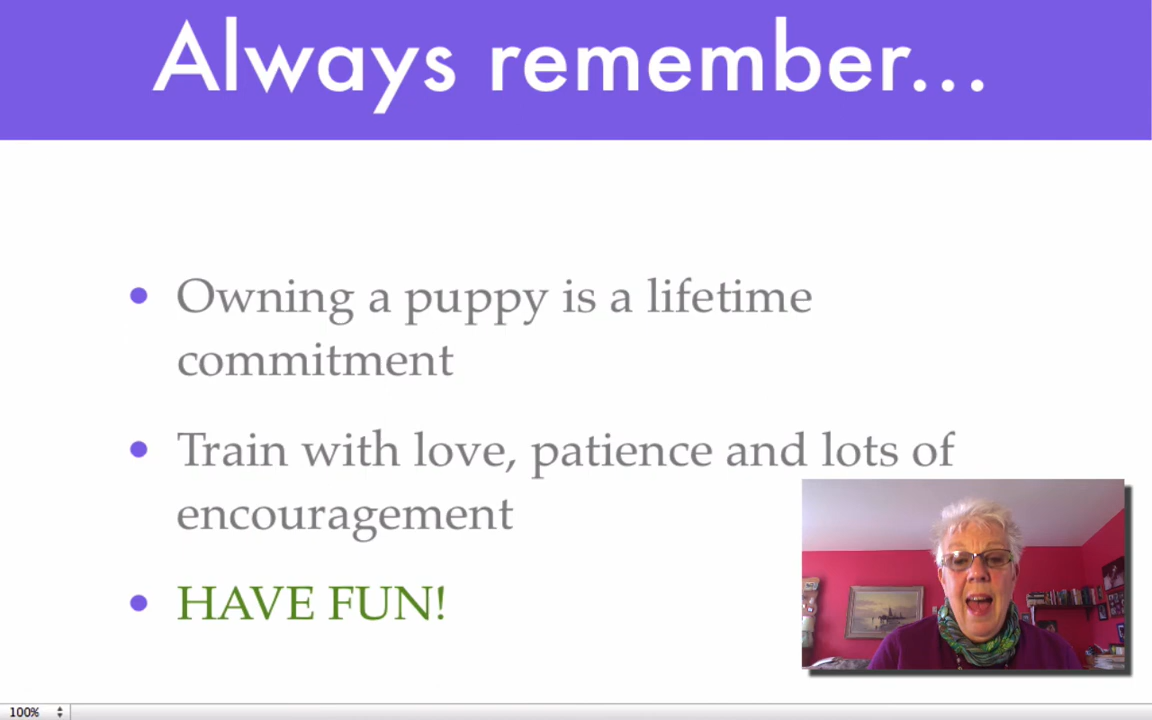 Always remember...
• Owning a puppy is a lifetime
commitment
• Train with love, patience and lots of
encouragement
• HAVE FUN!
100%